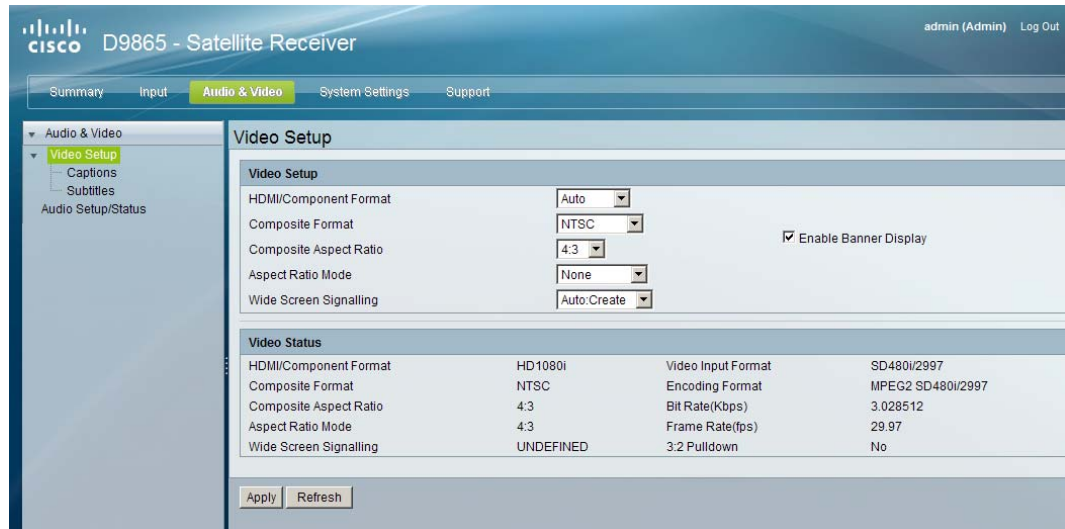 CISCO D9865 - Satellite Receiver
admin (Admin) Log Out
Summary Input Audio & Video System Settings Support
Audio & Video
Video Setup
Captions
Subtitles
Audio Setup/Status
Video Setup
Video Setup
HDMI/Component Format Auto
Composite Format NTSC
Enable Banner Display
Composite Aspect Ratio 4:3
Aspect Ratio Mode None
Wide Screen Signalling Auto:Create
Video Status
HDMI/Component Format HD1080i Video Input Format SD480i/2997
Composite Format NTSC Encoding Format MPEG2 SD480i/2997
Composite Aspect Ratio 4:3 Bit Rate(Kbps) 3.028512
Aspect Ratio Mode 4:3 Frame Rate(fps) 29.97
Wide Screen Signalling UNDEFINED 3:2 Pulldown No
Apply Refresh